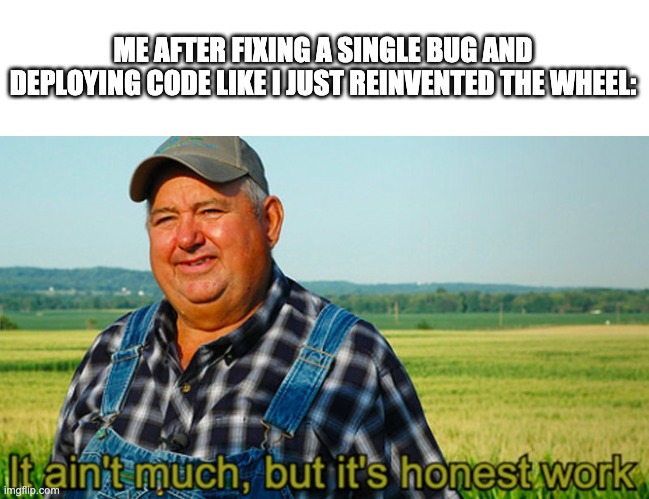 ME AFTER FIXING A SINGLE BUG AND
DEPLOYING CODE LIKE I JUST REINVENTED THE WHEEL:
It ain't much, but it's honest work
imgflip.com